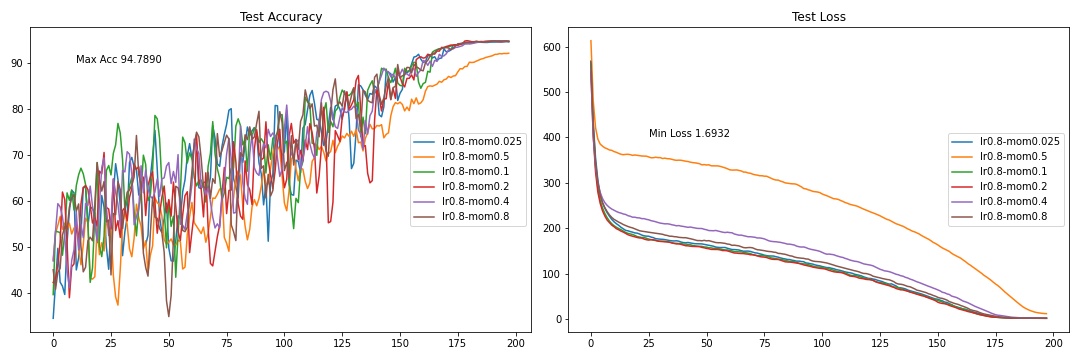 Test Accuracy
Max Acc 94.7890
90
80
70
60
50
40
lr0.8-mom0.025
lr0.8-mom0.5
lr0.8-mom0.1
lr0.8-mom0.2
lr0.8-mom0.4
lr0.8-mom0.8
0
25
50
75
100
125
150
175
200
Test Loss
Min Loss 1.6932
600
500
400
300
200
100
0
lr0.8-mom0.025
lr0.8-mom0.5
lr0.8-mom0.1
lr0.8-mom0.2
lr0.8-mom0.4
lr0.8-mom0.8
0
25
50
75
100
125
150
175
200